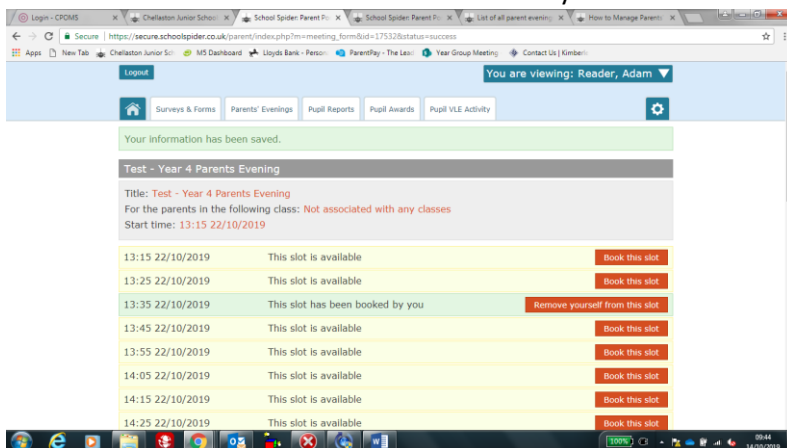 Login - CPOMS
Chellaston Junior School
School Spider Parent Po
School Spider Parent Po
List of all parent evening
How to Manage Parents
Secure https://secure.schoolspider.co.uk/parent/index.php?m=meeting_form&id=17532&status=success
Apps New Tab Chellaston Junior Sch MS Dashboard Lloyds Bank - Person ParentPay - The Lead Year Group Meeting Contact Us | Kimberl
Logout You are viewing: Reader, Adam ▼
Surveys & Forms Parents' Evenings Pupil Reports Pupil Awards Pupil VLE Activity
Your information has been saved.
Test - Year 4 Parents Evening
Title: Test - Year 4 Parents Evening
For the parents in the following class: Not associated with any classes
Start time: 13:15 22/10/2019
13:15 22/10/2019 This slot is available Book this slot
13:25 22/10/2019 This slot is available Book this slot
13:35 22/10/2019 This slot has been booked by you Remove yourself from this slot
13:45 22/10/2019 This slot is available Book this slot
13:55 22/10/2019 This slot is available Book this slot
14:05 22/10/2019 This slot is available Book this slot
14:15 22/10/2019 This slot is available Book this slot
14:25 22/10/2019 This slot is available Book this slot
100%
09:44
14/10/2019